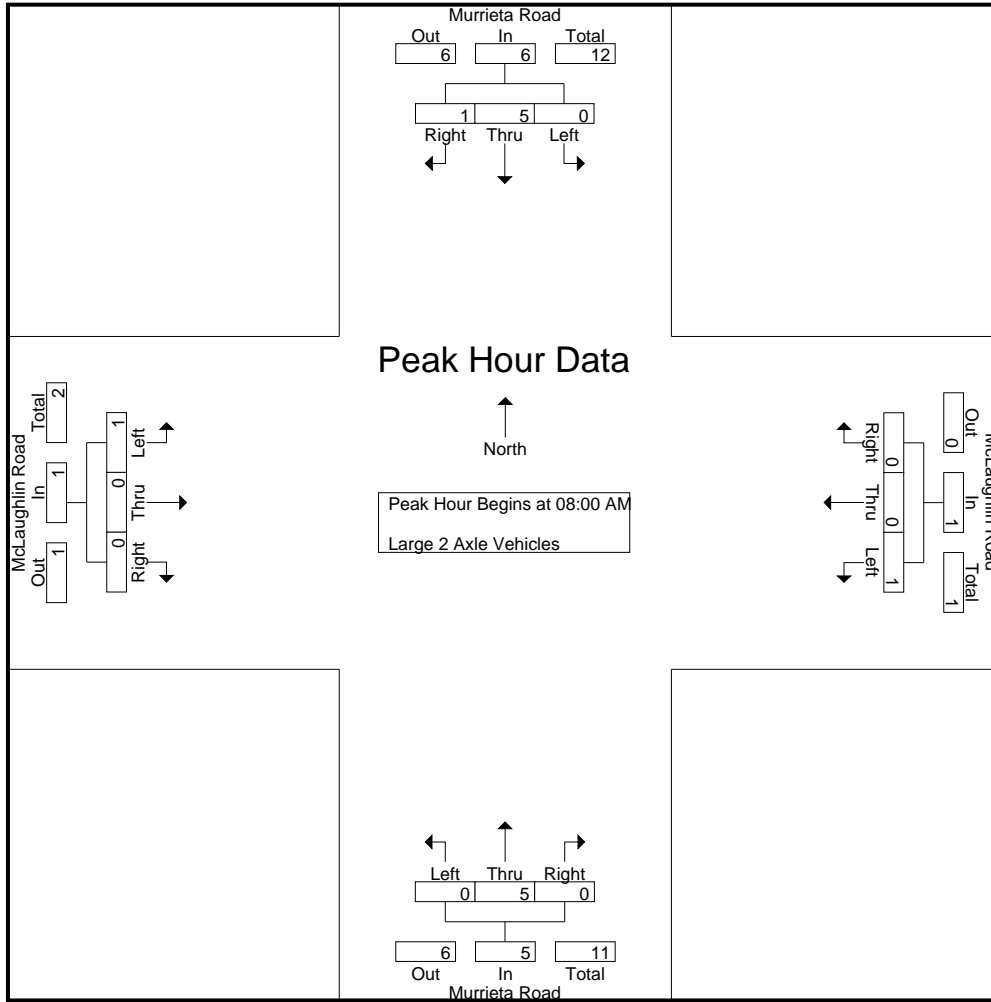 Murrieta Road
Out In Total
6 6 12
1 5 0
Right Thru Left
Peak Hour Data
North
Peak Hour Begins at 08:00 AM
Large 2 Axle Vehicles
McLaughlin Road
Out In Total
1 1 2
0 0 1
Right Thru Left
McLaughlin Road
Out In Total
0 1 1
0 0 1
Right Thru Left
Left Thru Right
0 5 0
6 5 11
Out In Total
Murrieta Road